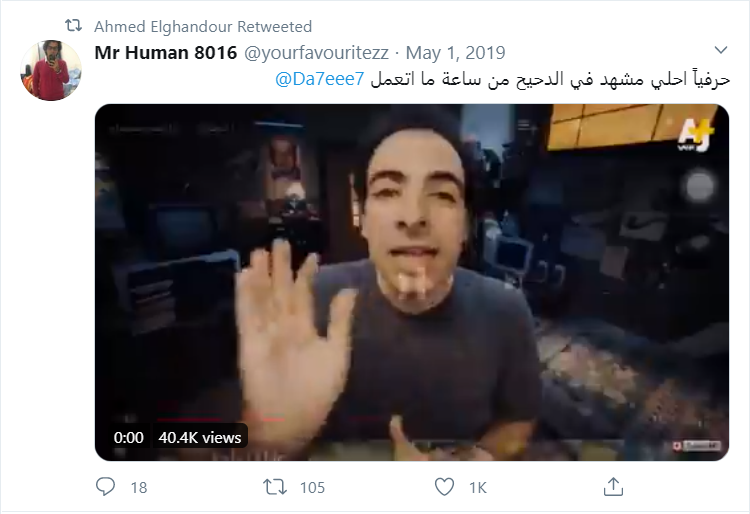 Ahmed Elghandour Retweeted
Mr Human 8016 @yourfavouritezz · May 1, 2019
حرفياً احلي مشهد في الدحيح من ساعة ما اتعمل @Da7eee7
0:00 40.4K views
18 105 1K